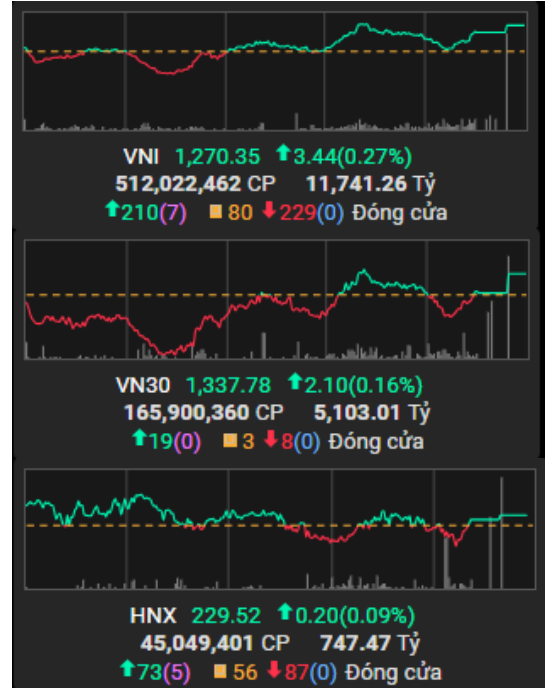 VNI 1,270.35 ⬆3.44(0.27%)
512,022,462 CP 11,741.26 Tỷ
⬆210(7) ■ 80 ⬇229(0) Đóng cửa
VN30 1,337.78 ⬆2.10(0.16%)
165,900,360 CP 5,103.01 Tỷ
⬆19(0) ■ 3 ⬇8(0) Đóng cửa
HNX 229.52 ⬆0.20(0.09%)
45,049,401 CP 747.47 Tỷ
⬆73(5) ■ 56 ⬇87(0) Đóng cửa